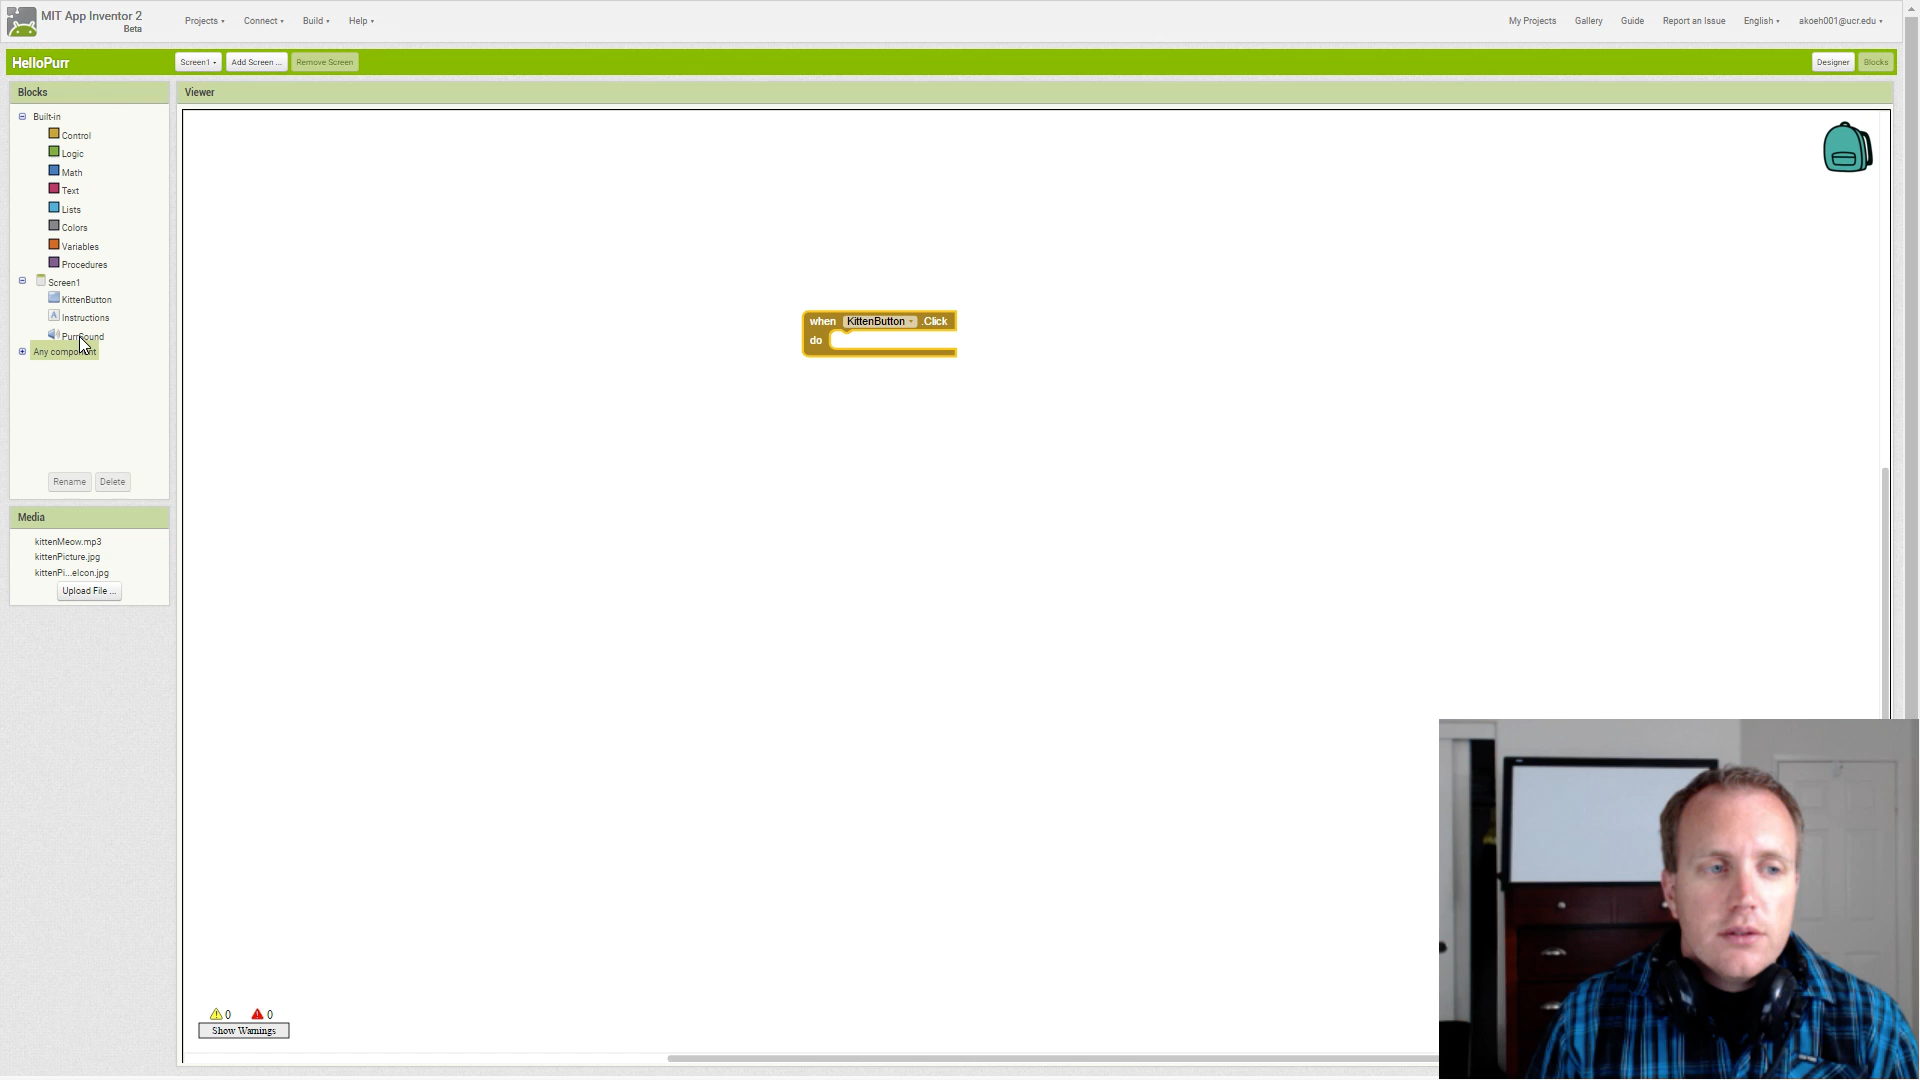 MIT App Inventor 2
Beta
Projects
Connect
Build
Help
My Projects
Gallery
Guide
Report an Issue
English
akoeh001@ucr.edu
HelloPurr
Screen1
Add Screen ...
Remove Screen
Designer
Blocks
Blocks
Viewer
Built-in
Control
Logic
Math
Text
Lists
Colors
Variables
Procedures
Screen1
KittenButton
A Instructions
PurrSound
Any component
Rename
Delete
when KittenButton .Click
do
Media
kittenMeow.mp3
kittenPicture.jpg
kittenPi...eIcon.jpg
Upload File ...
0
0
Show Warnings